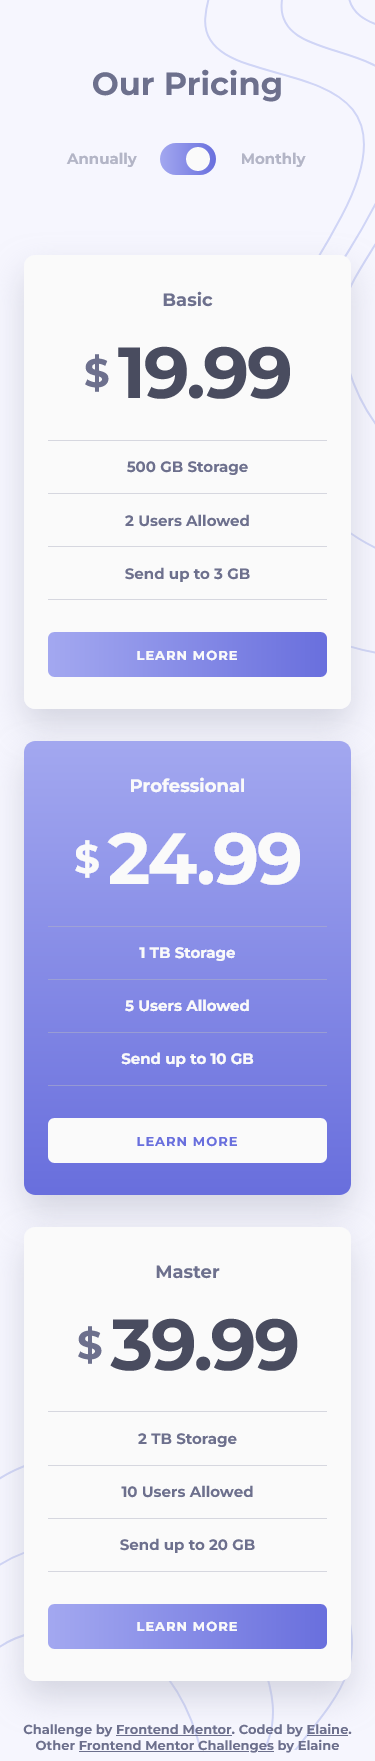 Our Pricing
Annually Monthly
Basic
$ 19.99
500 GB Storage
2 Users Allowed
Send up to 3 GB
LEARN MORE
Professional
$ 24.99
1 TB Storage
5 Users Allowed
Send up to 10 GB
LEARN MORE
Master
$ 39.99
2 TB Storage
10 Users Allowed
Send up to 20 GB
LEARN MORE
Challenge by Frontend Mentor. Coded by Elaine.
Other Frontend Mentor Challenges by Elaine